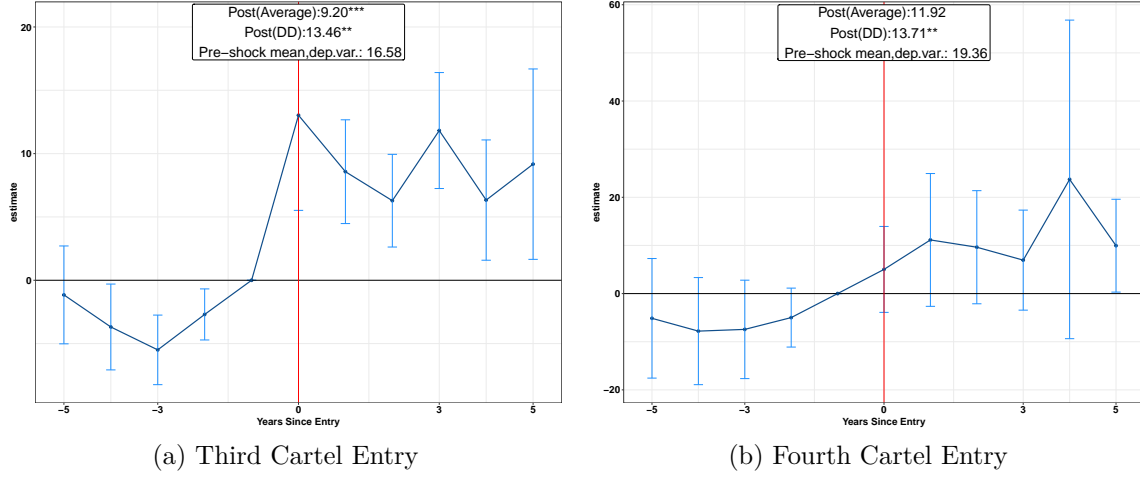 Post(Average):9.20***
Post(DD):13.46**
Pre−shock mean,dep.var.: 16.58
20
10
0
estimate
−5
−3
0
3
5
Years Since Entry
(a) Third Cartel Entry
Post(Average):11.92
Post(DD):13.71**
Pre−shock mean,dep.var.: 19.36
60
40
20
0
−20
estimate
−5
−3
0
3
5
Years Since Entry
(b) Fourth Cartel Entry